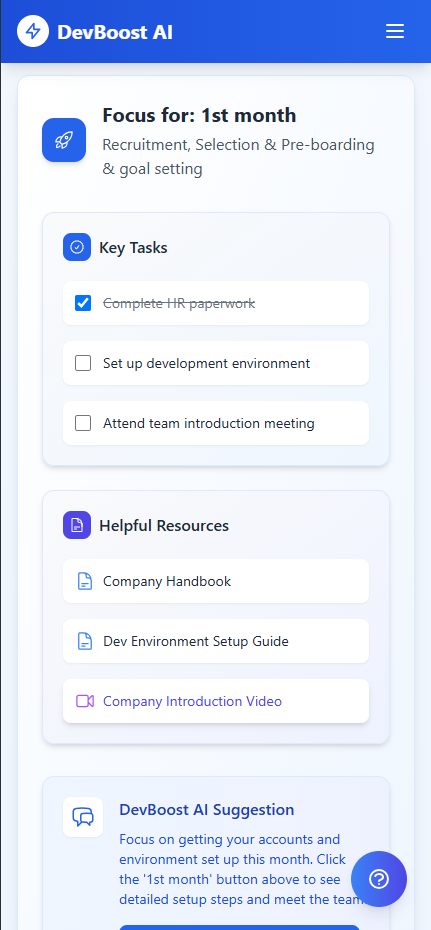 DevBoost AI
Focus for: 1st month
Recruitment, Selection & Pre-boarding
& goal setting
Key Tasks
Complete HR paperwork
Set up development environment
Attend team introduction meeting
Helpful Resources
Company Handbook
Dev Environment Setup Guide
Company Introduction Video
DevBoost AI Suggestion
Focus on getting your accounts and
environment set up this month. Click
the '1st month' button above to see
detailed setup steps and meet the team.